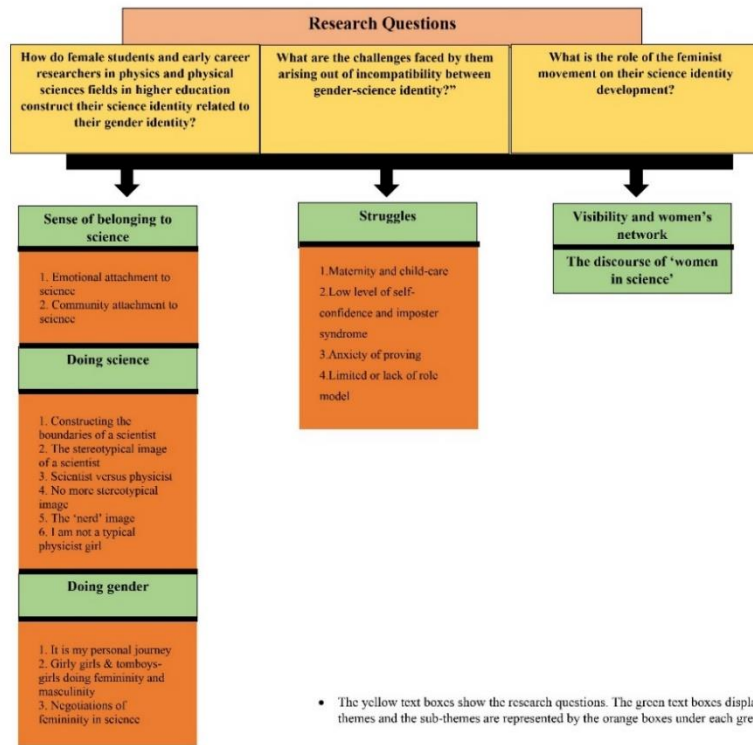 Research Questions
How do female students and early career
researchers in physics and physical
sciences fields in higher education
construct their science identity related to
their gender identity?
What are the challenges faced by them
arising out of incompatibility between
gender-science identity?”
What is the role of the feminist
movement on their science identity
development?
Sense of belonging to
science
1. Emotional attachment to
science
2. Community attachment to
science
Doing science
1. Constructing the
boundaries of a scientist
2. The stereotypical image
of a scientist
3. Scientist versus physicist
4. No more stereotypical
image
5. The ‘nerd’ image
6. I am not a typical
physicist girl
Doing gender
1. It is my personal journey
2. Girly girls & tomboys-
girls doing femininity and
masculinity
3. Negotiations of
femininity in science
Struggles
1.Maternity and child-care
2.Low level of self-
confidence and imposter
syndrome
3.Anxiety of proving
4.Limited or lack of role
model
Visibility and women’s
network
The discourse of ‘women
in science’
• The yellow text boxes show the research questions. The green text boxes displa
themes and the sub-themes are represented by the orange boxes under each gre